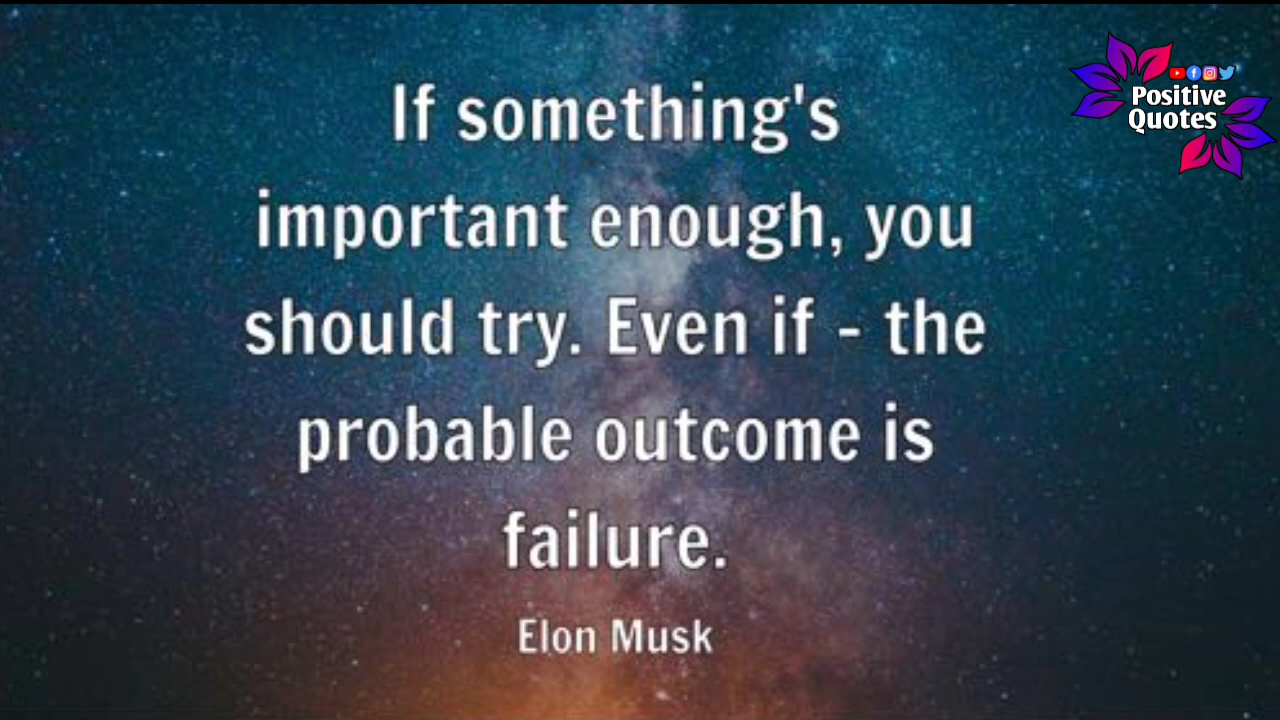 If something's
important enough, you
should try. Even if - the
probable outcome is
failure.
Elon Musk
Positive
Quotes